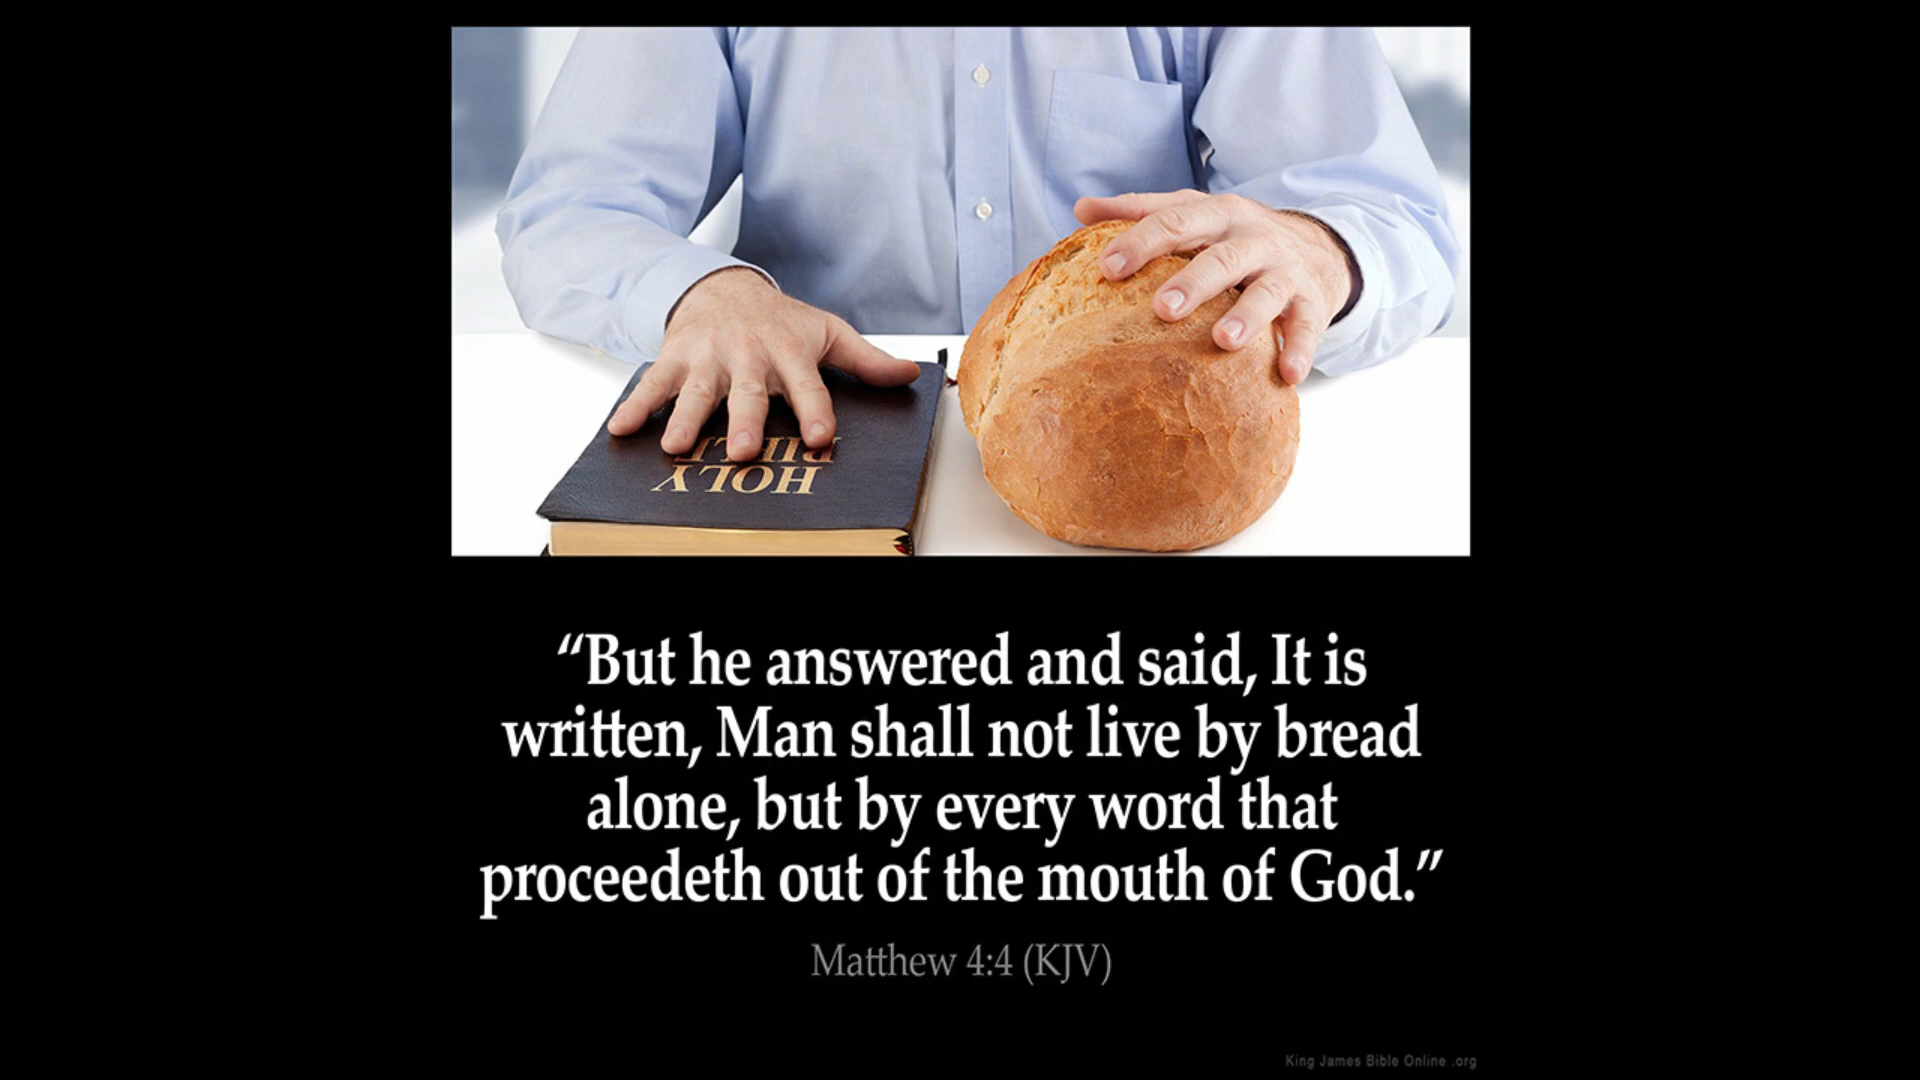 HOLY
BIBLE
“But he answered and said, It is
written, Man shall not live by bread
alone, but by every word that
proceedeth out of the mouth of God.”
Matthew 4:4 (KJV)
King James Bible Online .org